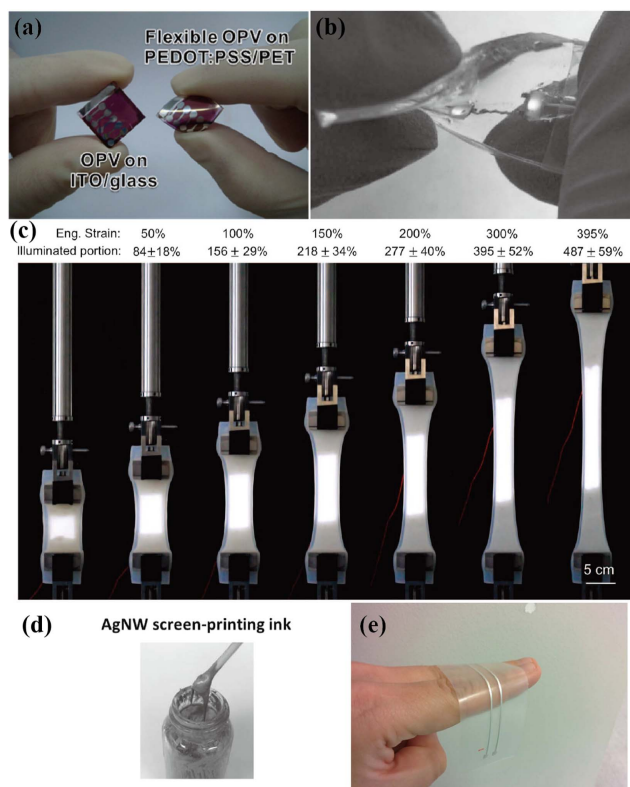 (a)
Flexible OPV on
PEDOT:PSS/PET
OPV on
ITO/glass
(b)
(c)
Eng. Strain: 50% 100% 150% 200% 300% 395%
Illuminated portion: 84±18% 156 ± 29% 218 ± 34% 277 ± 40% 395 ± 52% 487 ± 59%
5 cm
(d)
AgNW screen-printing ink
(e)